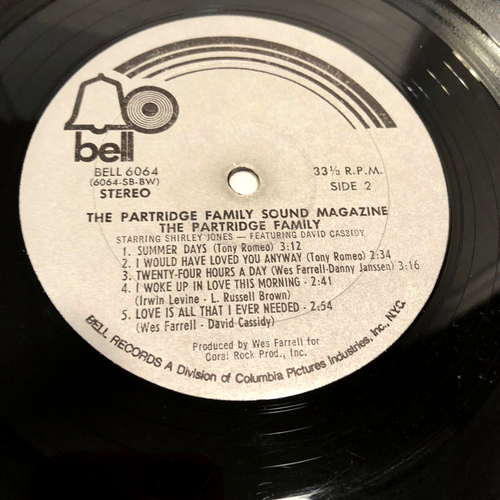 bell
BELL 6064
(6064-SB-BW)
STEREO
33⅓ R.P.M.
SIDE 2
THE PARTRIDGE FAMILY SOUND MAGAZINE
THE PARTRIDGE FAMILY
STARRING SHIRLEY JONES — FEATURING DAVID CASSIDY
1. SUMMER DAYS (Tony Romeo) 3:12
2. I WOULD HAVE LOVED YOU ANYWAY (Tony Romeo) 2:34
3. TWENTY-FOUR HOURS A DAY (Wes Farrell-Danny Janssen) 3:16
4. I WOKE UP IN LOVE THIS MORNING - 2:41
(Irwin Levine - L. Russell Brown)
5. LOVE IS ALL THAT I EVER NEEDED - 2:54
(Wes Farrell - David Cassidy)
Produced by Wes Farrell for
Coral Rock Prod., Inc.
BELL RECORDS A Division of Columbia Pictures Industries, Inc., N.Y.C.